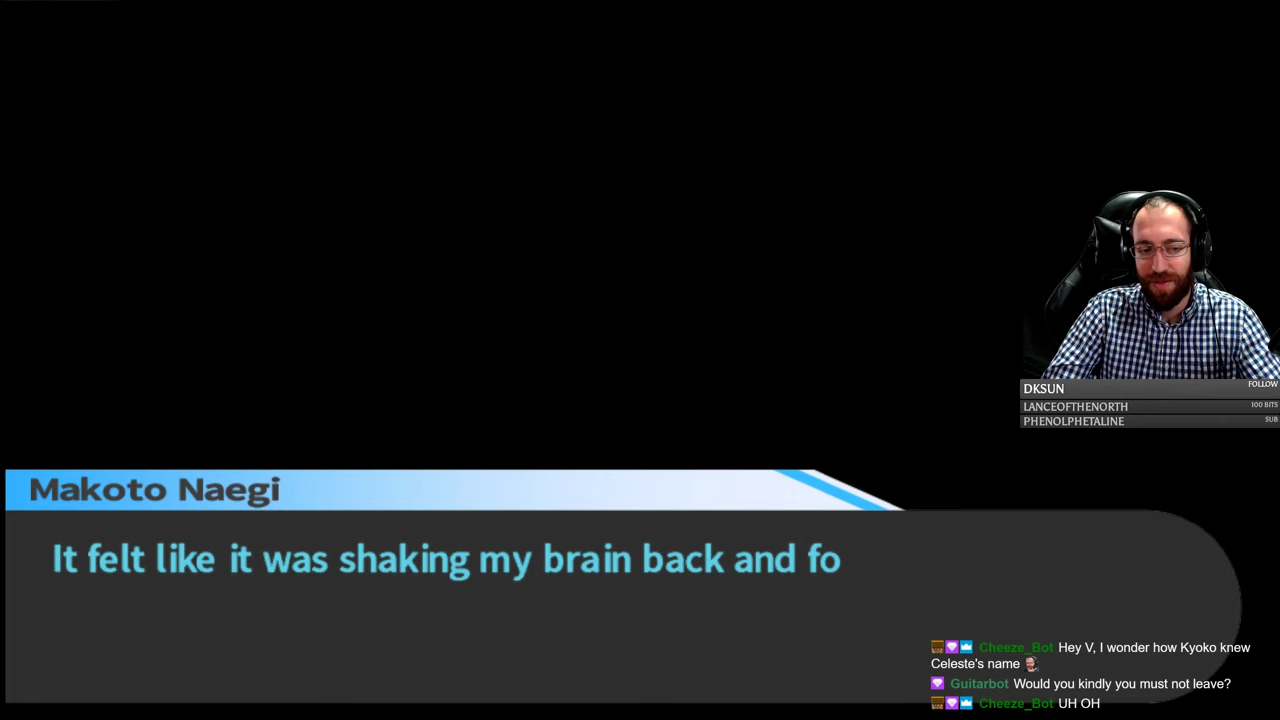 DKSUN FOLLOW
LANCEOFTHENORTH 100 BITS
PHENOLPHETALINE SUB
Makoto Naegi
It felt like it was shaking my brain back and fo
Cheeze_Bot Hey V, I wonder how Kyoko knew
Celeste's name
Guitarbot Would you kindly you must not leave?
Cheeze_Bot UH OH